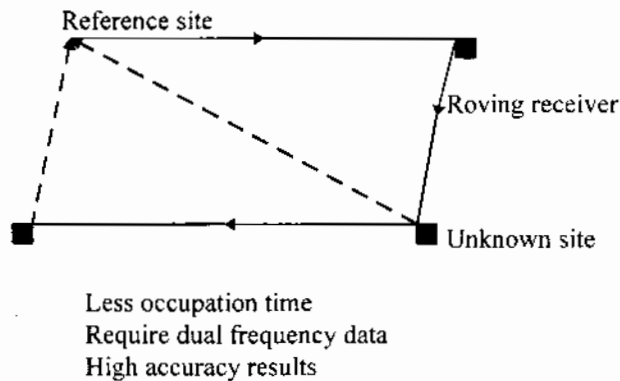 Reference site
Roving receiver
Unknown site
Less occupation time
Require dual frequency data
High accuracy results